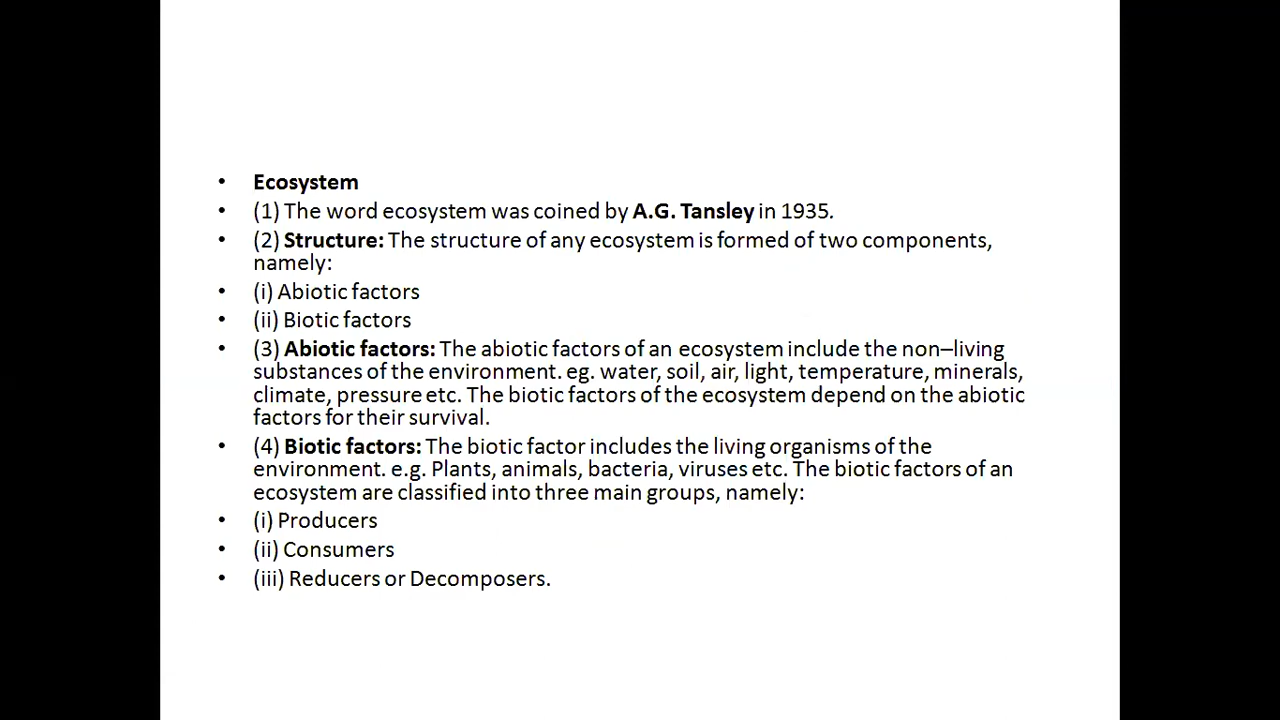 • Ecosystem
• (1) The word ecosystem was coined by A.G. Tansley in 1935.
• (2) Structure: The structure of any ecosystem is formed of two components,
namely:
• (i) Abiotic factors
• (ii) Biotic factors
• (3) Abiotic factors: The abiotic factors of an ecosystem include the non–living
substances of the environment. eg. water, soil, air, light, temperature, minerals,
climate, pressure etc. The biotic factors of the ecosystem depend on the abiotic
factors for their survival.
• (4) Biotic factors: The biotic factor includes the living organisms of the
environment. e.g. Plants, animals, bacteria, viruses etc. The biotic factors of an
ecosystem are classified into three main groups, namely:
• (i) Producers
• (ii) Consumers
• (iii) Reducers or Decomposers.